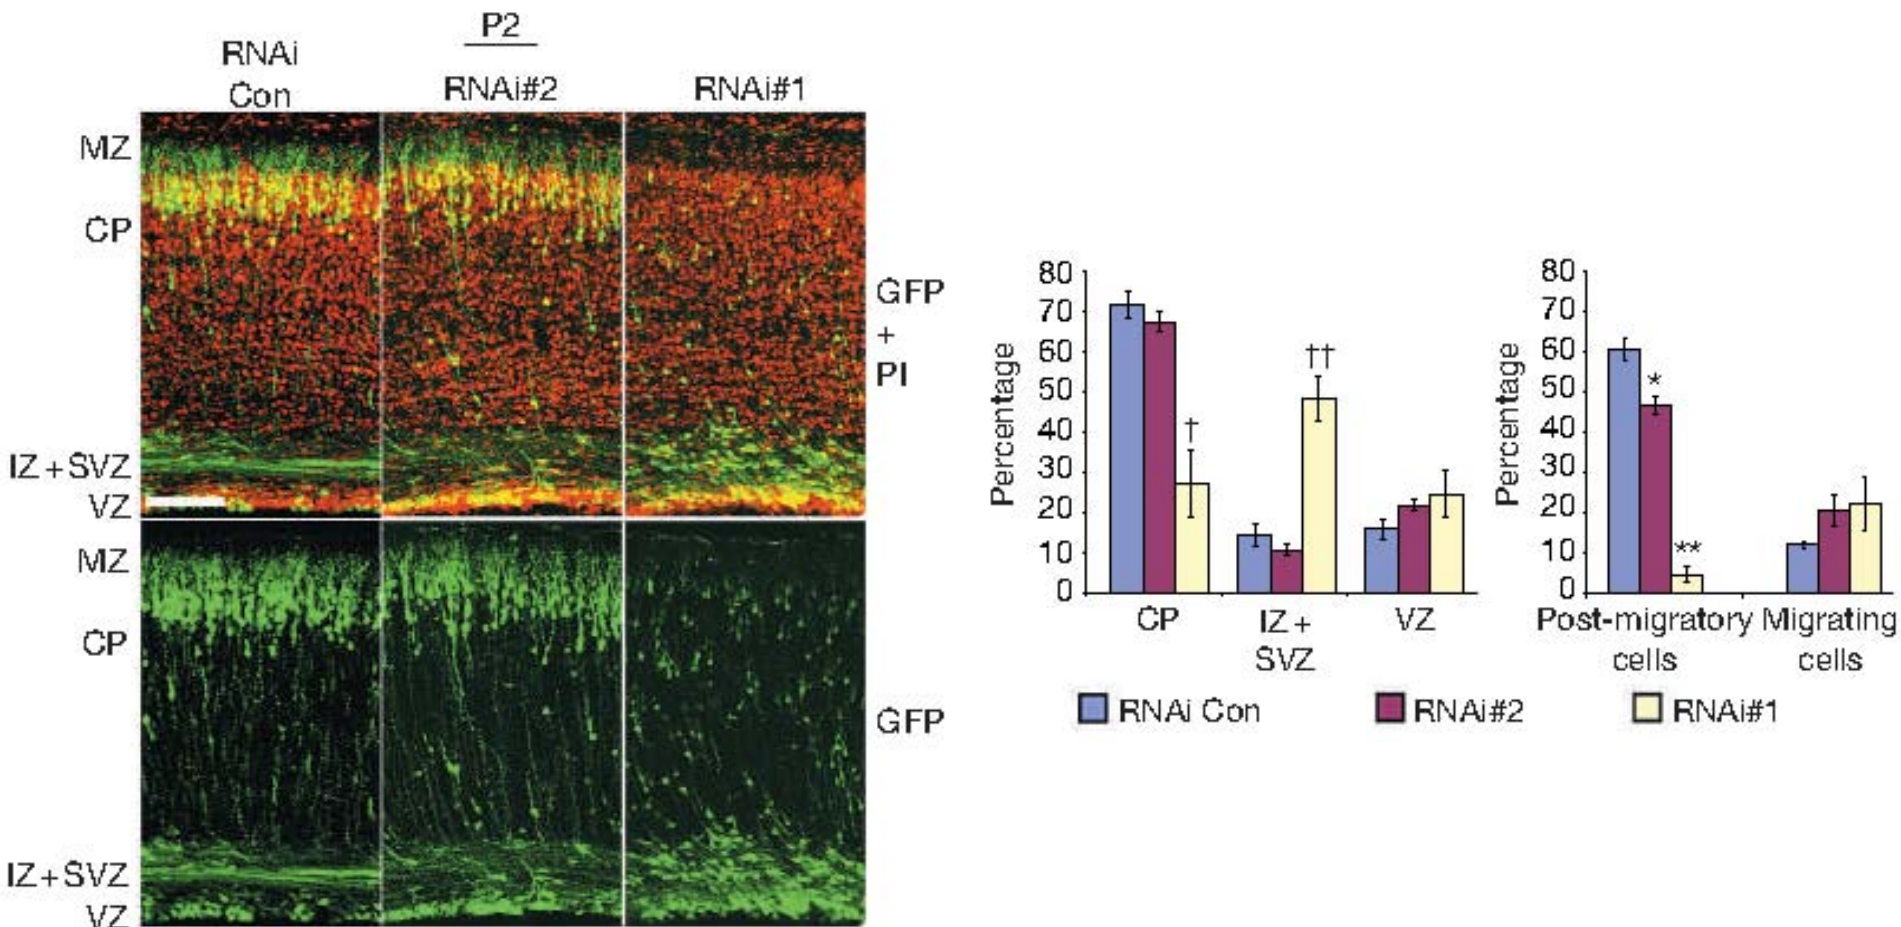 P2
RNAi
Con
RNAi#2
RNAi#1
MZ
CP
IZ+SVZ
VZ
GFP
+
PI
MZ
CP
IZ+SVZ
VZ
GFP
Percentage
80
70
60
50
40
30
20
10
0
†
††
CP
IZ+
SVZ
VZ
Percentage
80
70
60
50
40
30
20
10
0
*
**
Post-migratory
cells
Migrating
cells
RNAi Con
RNAi#2
RNAi#1